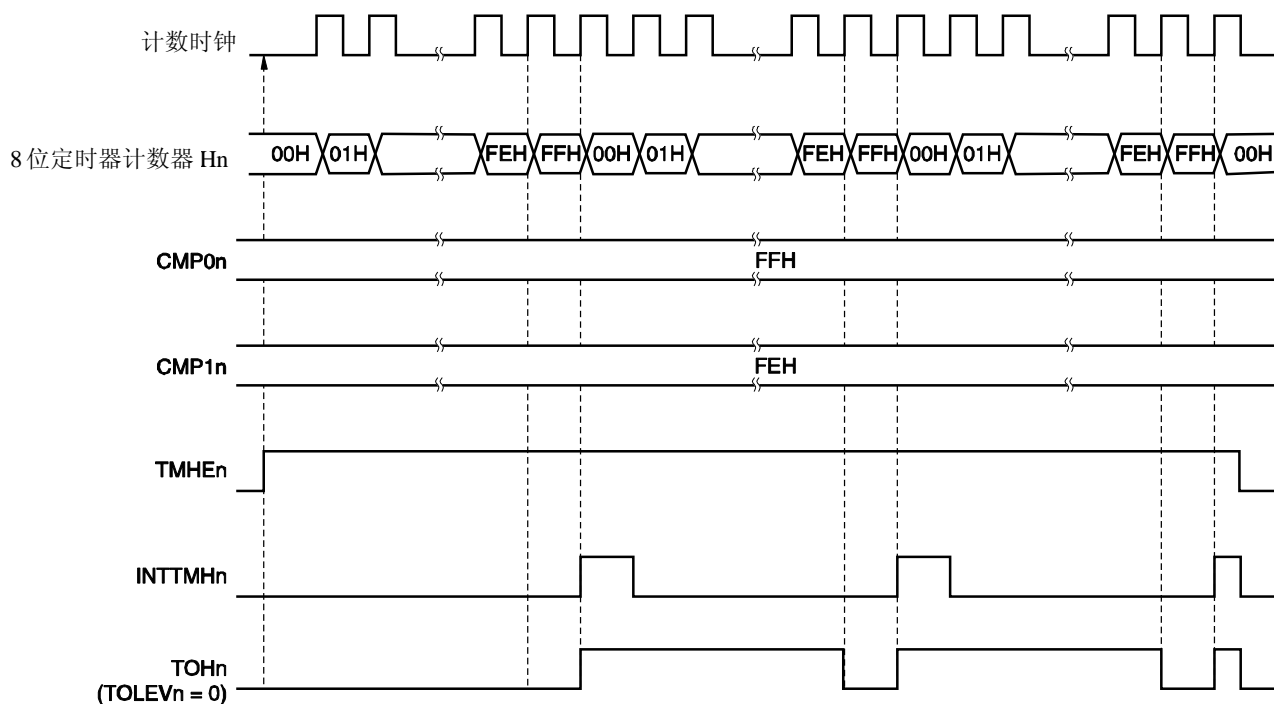 计数时钟
8 位定时器计数器 Hn
00H 01H FEH FFH 00H 01H FEH FFH 00H 01H FEH FFH 00H
CMP0n
FFH
CMP1n
FEH
TMHEn
INTTMHn
TOHn
(TOLEVn = 0)